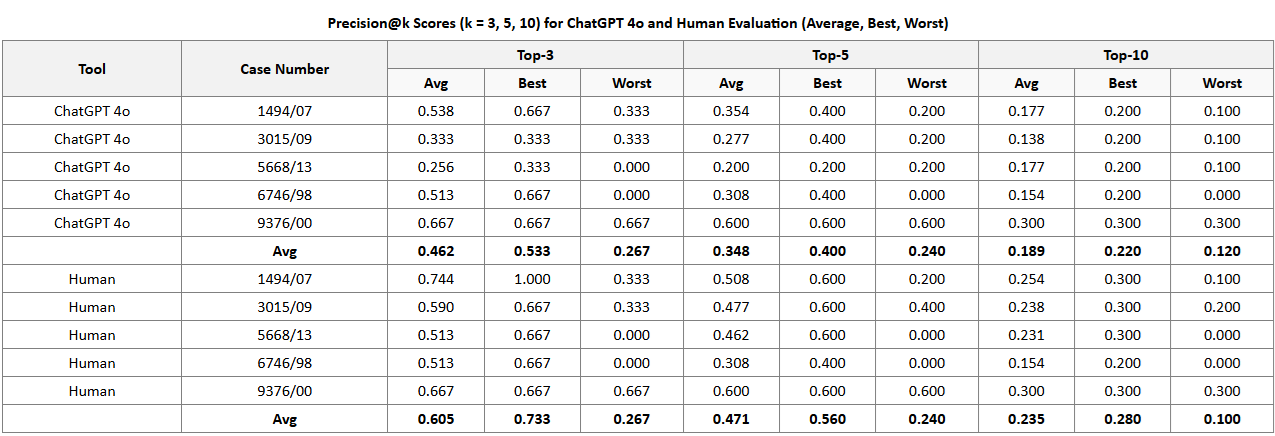 Precision@k Scores (k = 3, 5, 10) for ChatGPT 4o and Human Evaluation (Average, Best, Worst)
Tool Case Number Top-3 Top-5 Top-10
Avg Best Worst Avg Best Worst Avg Best Worst
ChatGPT 4o 1494/07 0.538 0.667 0.333 0.354 0.400 0.200 0.177 0.200 0.100
ChatGPT 4o 3015/09 0.333 0.333 0.333 0.277 0.400 0.200 0.138 0.200 0.100
ChatGPT 4o 5668/13 0.256 0.333 0.000 0.200 0.200 0.200 0.177 0.200 0.100
ChatGPT 4o 6746/98 0.513 0.667 0.333 0.308 0.400 0.000 0.154 0.200 0.000
ChatGPT 4o 9376/00 0.667 0.667 0.667 0.600 0.600 0.600 0.300 0.300 0.300
Avg 0.462 0.533 0.267 0.348 0.400 0.240 0.189 0.220 0.120
Human 1494/07 0.744 1.000 0.333 0.508 0.600 0.200 0.254 0.300 0.100
Human 3015/09 0.590 0.667 0.333 0.477 0.600 0.400 0.238 0.300 0.200
Human 5668/13 0.513 0.667 0.000 0.462 0.600 0.000 0.231 0.300 0.000
Human 6746/98 0.513 0.667 0.000 0.308 0.400 0.000 0.154 0.200 0.000
Human 9376/00 0.667 0.667 0.667 0.600 0.600 0.600 0.300 0.300 0.300
Avg 0.605 0.733 0.267 0.471 0.560 0.240 0.235 0.280 0.100